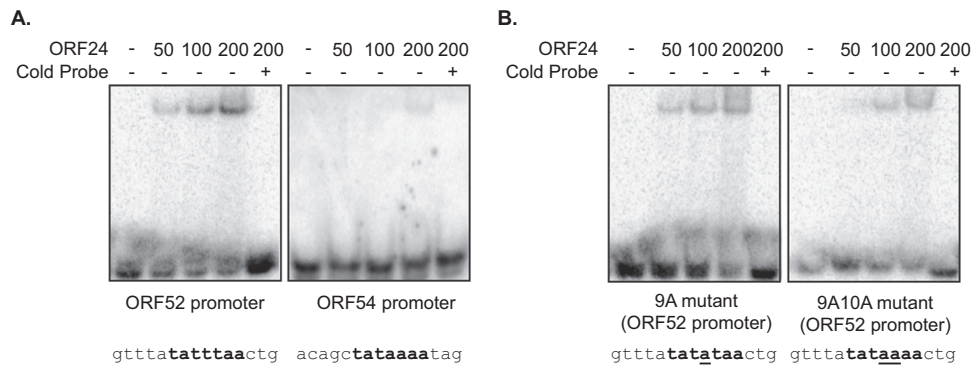 A.
ORF24 - 50 100 200 200 - 50 100 200 200
Cold Probe - - - - + - - - - +
ORF52 promoter ORF54 promoter
gtttatatttaactg acagctataaaatag
B.
ORF24 - 50 100 200 200 - 50 100 200 200
Cold Probe - - - - + - - - - +
9A mutant 9A10A mutant
(ORF52 promoter) (ORF52 promoter)
gtttatatataactg gtttatataaaactg